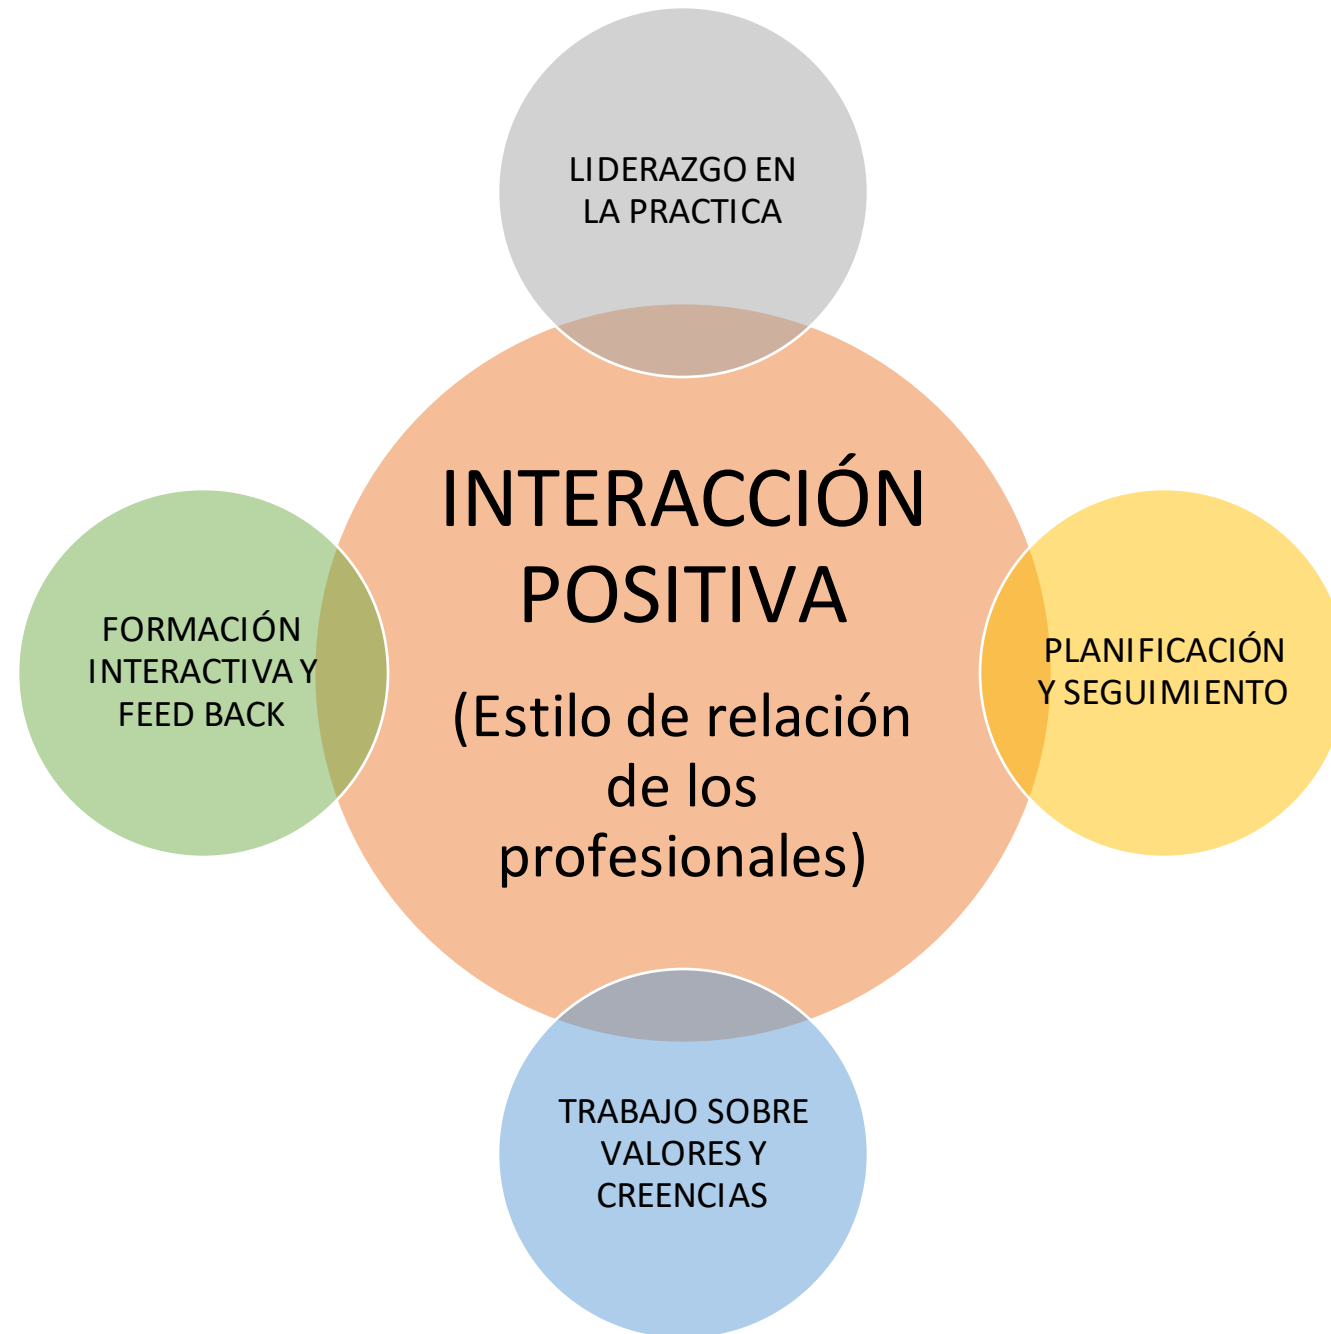 LIDERAZGO EN
LA PRACTICA
INTERACCIÓN
POSITIVA
(Estilo de relación
de los
profesionales)
FORMACIÓN
INTERACTIVA Y
FEED BACK
PLANIFICACIÓN
Y SEGUIMIENTO
TRABAJO SOBRE
VALORES Y
CREENCIAS